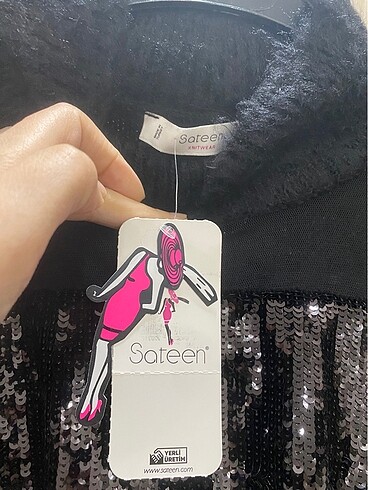 Sateen
KNITWEAR
Sateen®
YERLİ
ÜRETİM
www.sateen.com